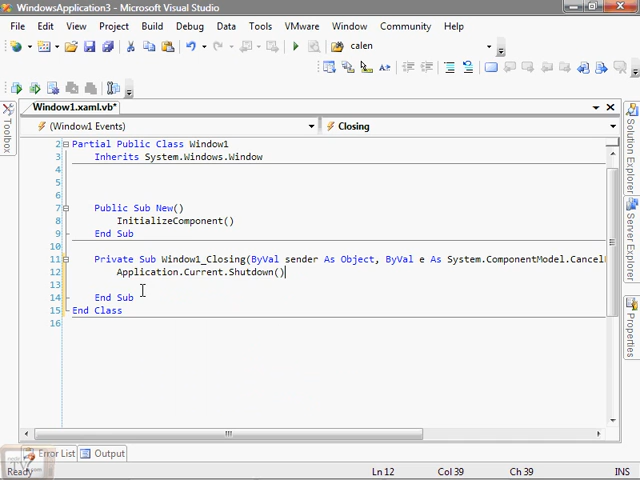 WindowsApplication3 - Microsoft Visual Studio
File Edit View Project Build Debug Data Tools VMware Window Community Help
calen
Window1.xaml.vb*
(Window1 Events) Closing
2 Partial Public Class Window1
3 Inherits System.Windows.Window
4
5
6
7 Public Sub New()
8 InitializeComponent()
9 End Sub
10
11 Private Sub Window1_Closing(ByVal sender As Object, ByVal e As System.ComponentModel.Cancel
12 Application.Current.Shutdown()
13
14 End Sub
15 End Class
16
Toolbox
Solution Explorer
Server Explorer
Properties
Error List Output
Ready Ln 12 Col 39 Ch 39 INS